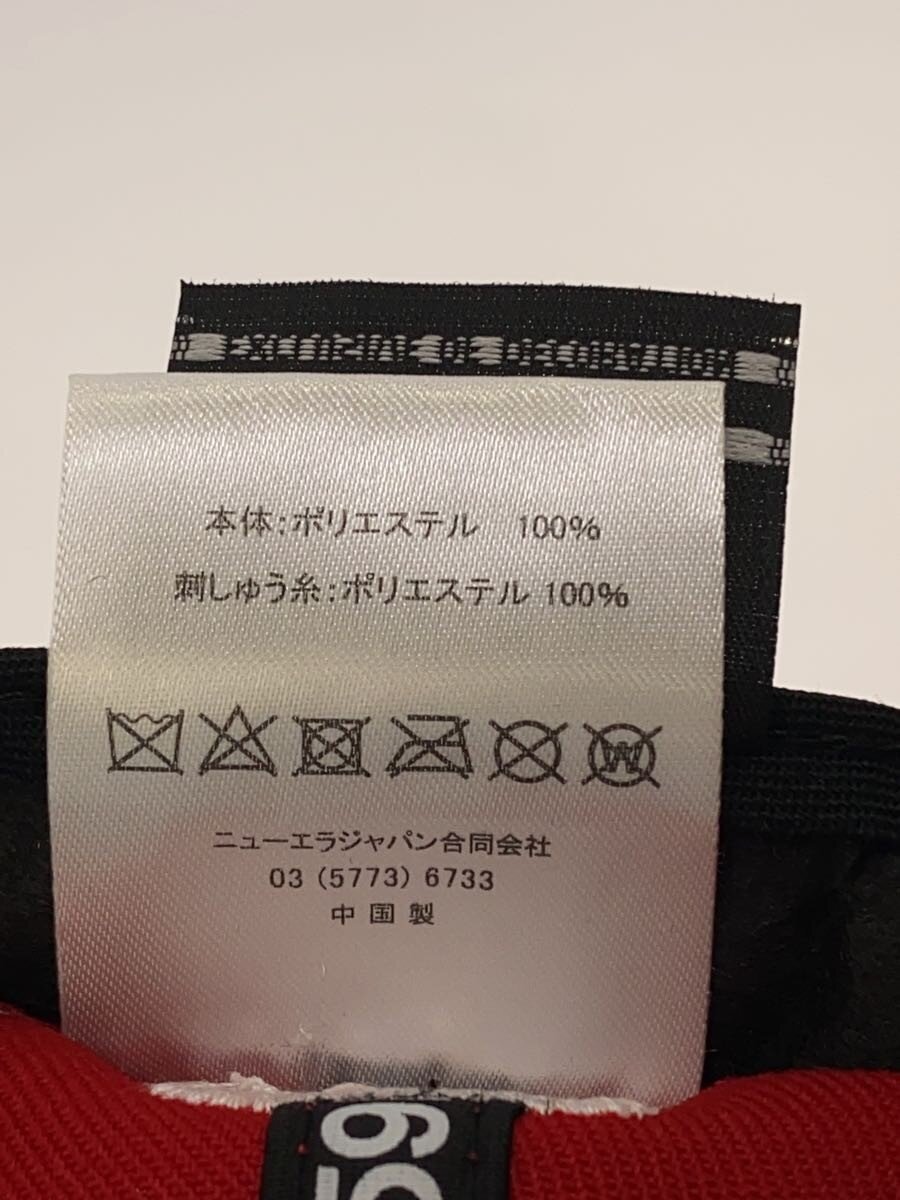 本体:ポリエステル 100%
刺しゅう糸:ポリエステル 100%
W
ニューエラジャパン合同会社
03 (5773) 6733
中国製
59